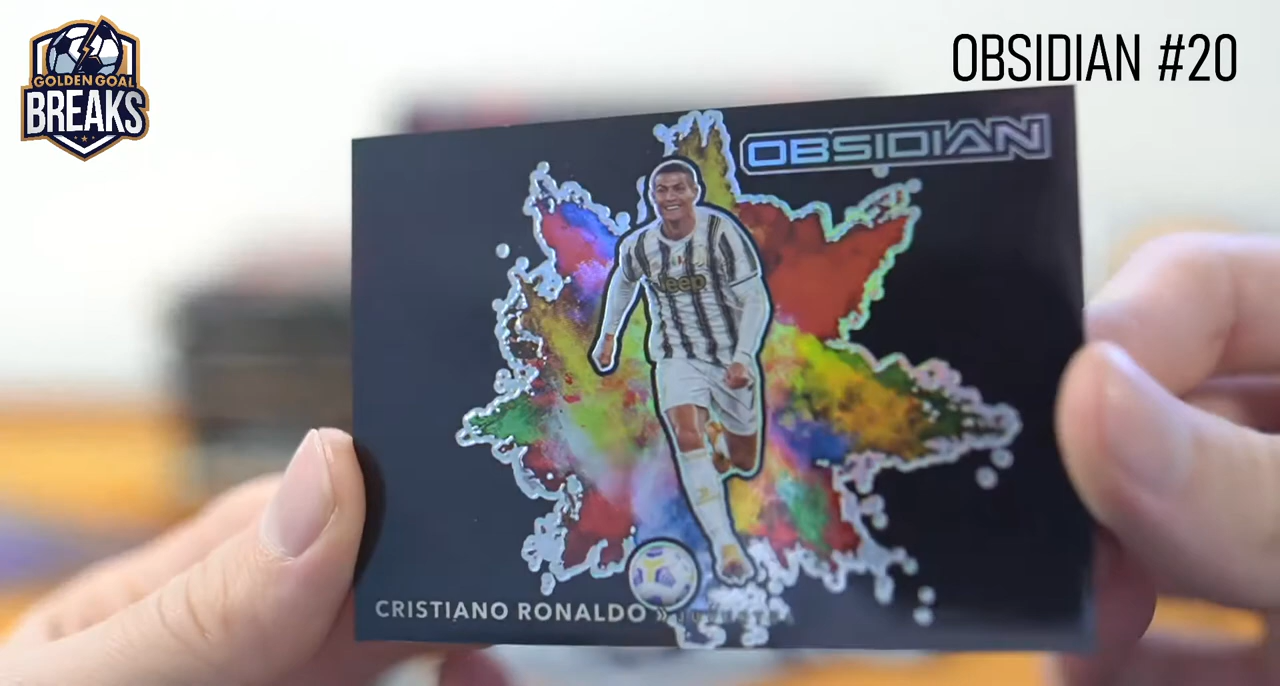 GOLDEN GOAL
BREAKS
OBSIDIAN #20
OBSIDIAN
Jeep
CRISTIANO RONALDO »